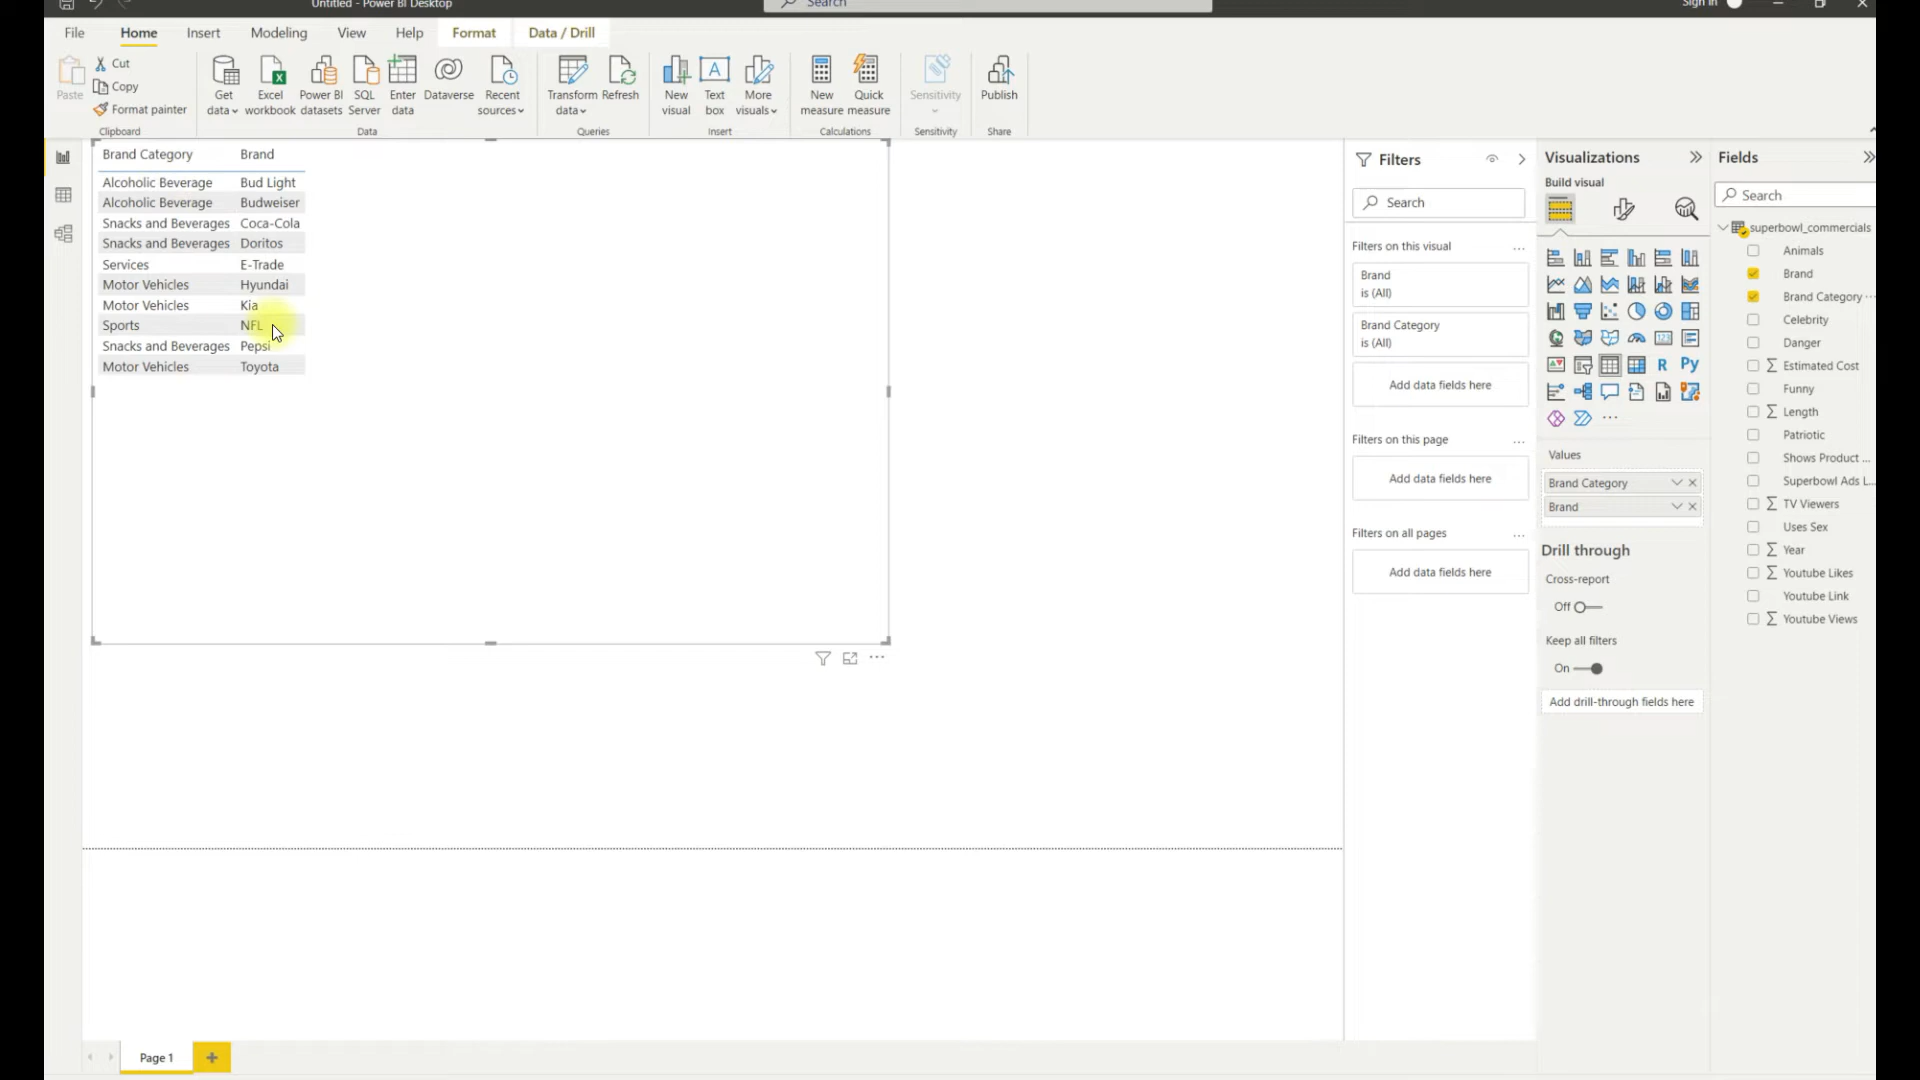 Untitled - Power BI Desktop
Search
Sign in
File
Home
Insert
Modeling
View
Help
Format
Data / Drill
Paste
Cut
Copy
Format painter
Clipboard
Get data
Excel workbook
Power BI datasets
SQL Server
Enter data
Dataverse
Recent sources
Data
Transform data
Refresh
Queries
New visual
Text box
More visuals
Insert
New measure
Quick measure
Calculations
Sensitivity
Sensitivity
Publish
Share
Brand Category Brand
Alcoholic Beverage Bud Light
Alcoholic Beverage Budweiser
Snacks and Beverages Coca-Cola
Snacks and Beverages Doritos
Services E-Trade
Motor Vehicles Hyundai
Motor Vehicles Kia
Sports NFL
Snacks and Beverages Pepsi
Motor Vehicles Toyota
Filters
Search
Filters on this visual
Brand
is (All)
Brand Category
is (All)
Add data fields here
Filters on this page
Add data fields here
Filters on all pages
Add data fields here
Visualizations
Build visual
R
Py
Values
Brand Category
Brand
Drill through
Cross-report
Off
Keep all filters
On
Add drill-through fields here
Fields
Search
superbowl_commercials
Animals
Brand
Brand Category
Celebrity
Danger
Estimated Cost
Funny
Length
Patriotic
Shows Product ...
Superbowl Ads L...
TV Viewers
Uses Sex
Year
Youtube Likes
Youtube Link
Youtube Views
Page 1